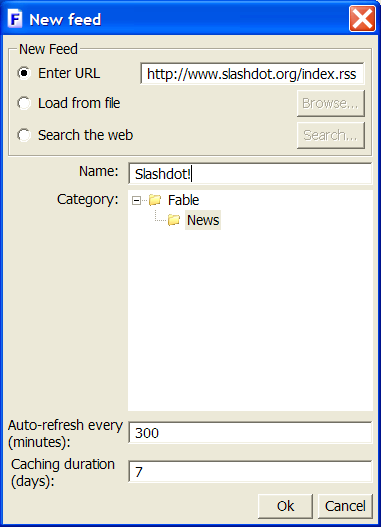 F New feed
New Feed
Enter URL http://www.slashdot.org/index.rss
Load from file Browse...
Search the web Search...
Name: Slashdot!
Category: Fable
News
Auto-refresh every
(minutes): 300
Caching duration
(days): 7
Ok Cancel